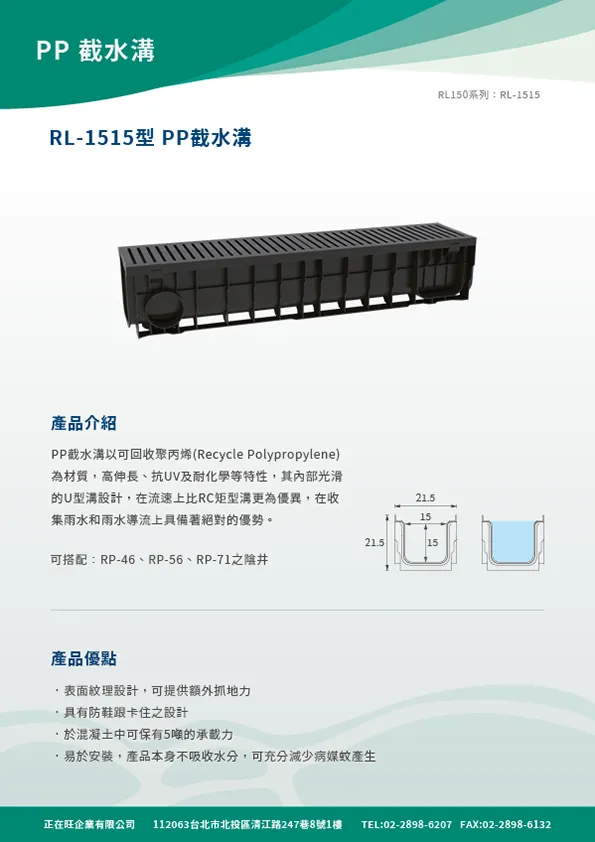 PP 截水溝
RL150系列：RL-1515
RL-1515型 PP截水溝
產品介紹
PP截水溝以可回收聚丙烯(Recycle Polypropylene)
為材質，高伸長、抗UV及耐化學等特性，其內部光滑
的U型溝設計，在流速上比RC矩型溝更為優異，在收
集雨水和雨水導流上具備著絕對的優勢。
可搭配：RP-46、RP-56、RP-71之陰井
21.5
15
21.5
15
產品優點
．表面紋理設計，可提供額外抓地力
．具有防鞋跟卡住之設計
．於混凝土中可保有5噸的承載力
．易於安裝，產品本身不吸收水分，可充分減少病媒蚊產生
正在旺企業有限公司 112063台北市北投區清江路247巷8號1樓 TEL:02-2898-6207 FAX:02-2898-6132